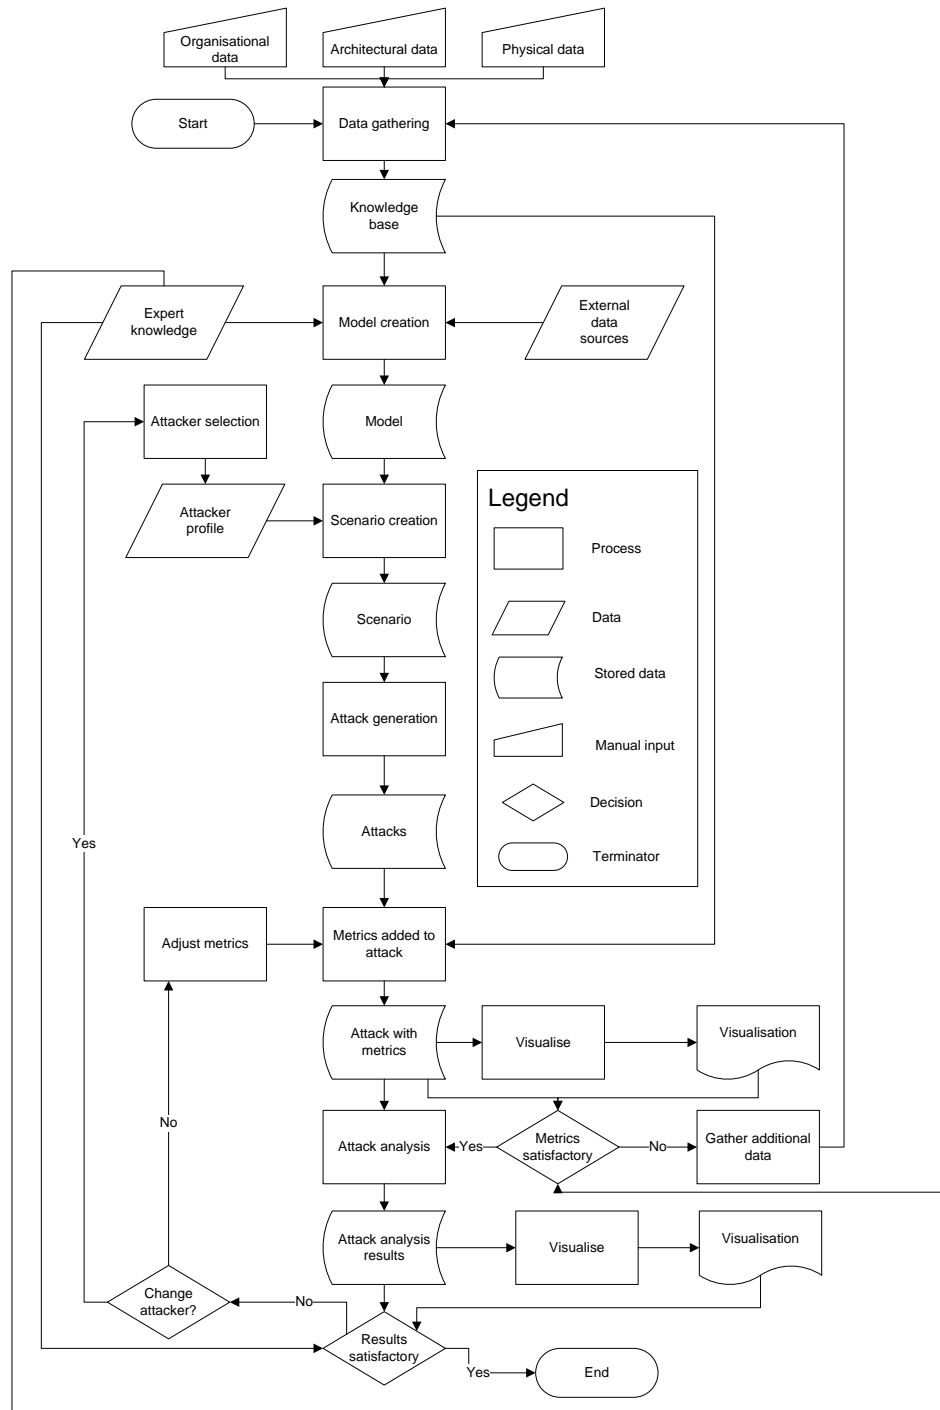 Organisational
data
Architectural data
Physical data
Start
Data gathering
Knowledge
base
Expert
knowledge
Model creation
External
data
sources
Attacker selection
Model
Legend
Attacker
profile
Scenario creation
Process
Data
Scenario
Stored data
Attack generation
Manual input
Decision
Attacks
Yes
Terminator
Adjust metrics
Metrics added to
attack
Attack with
metrics
Visualise
Visualisation
No
Attack analysis
Yes
Metrics
satisfactory
No
Gather additional
data
Attack analysis
results
Visualise
Visualisation
Change
attacker?
No
Results
satisfactory
Yes
End